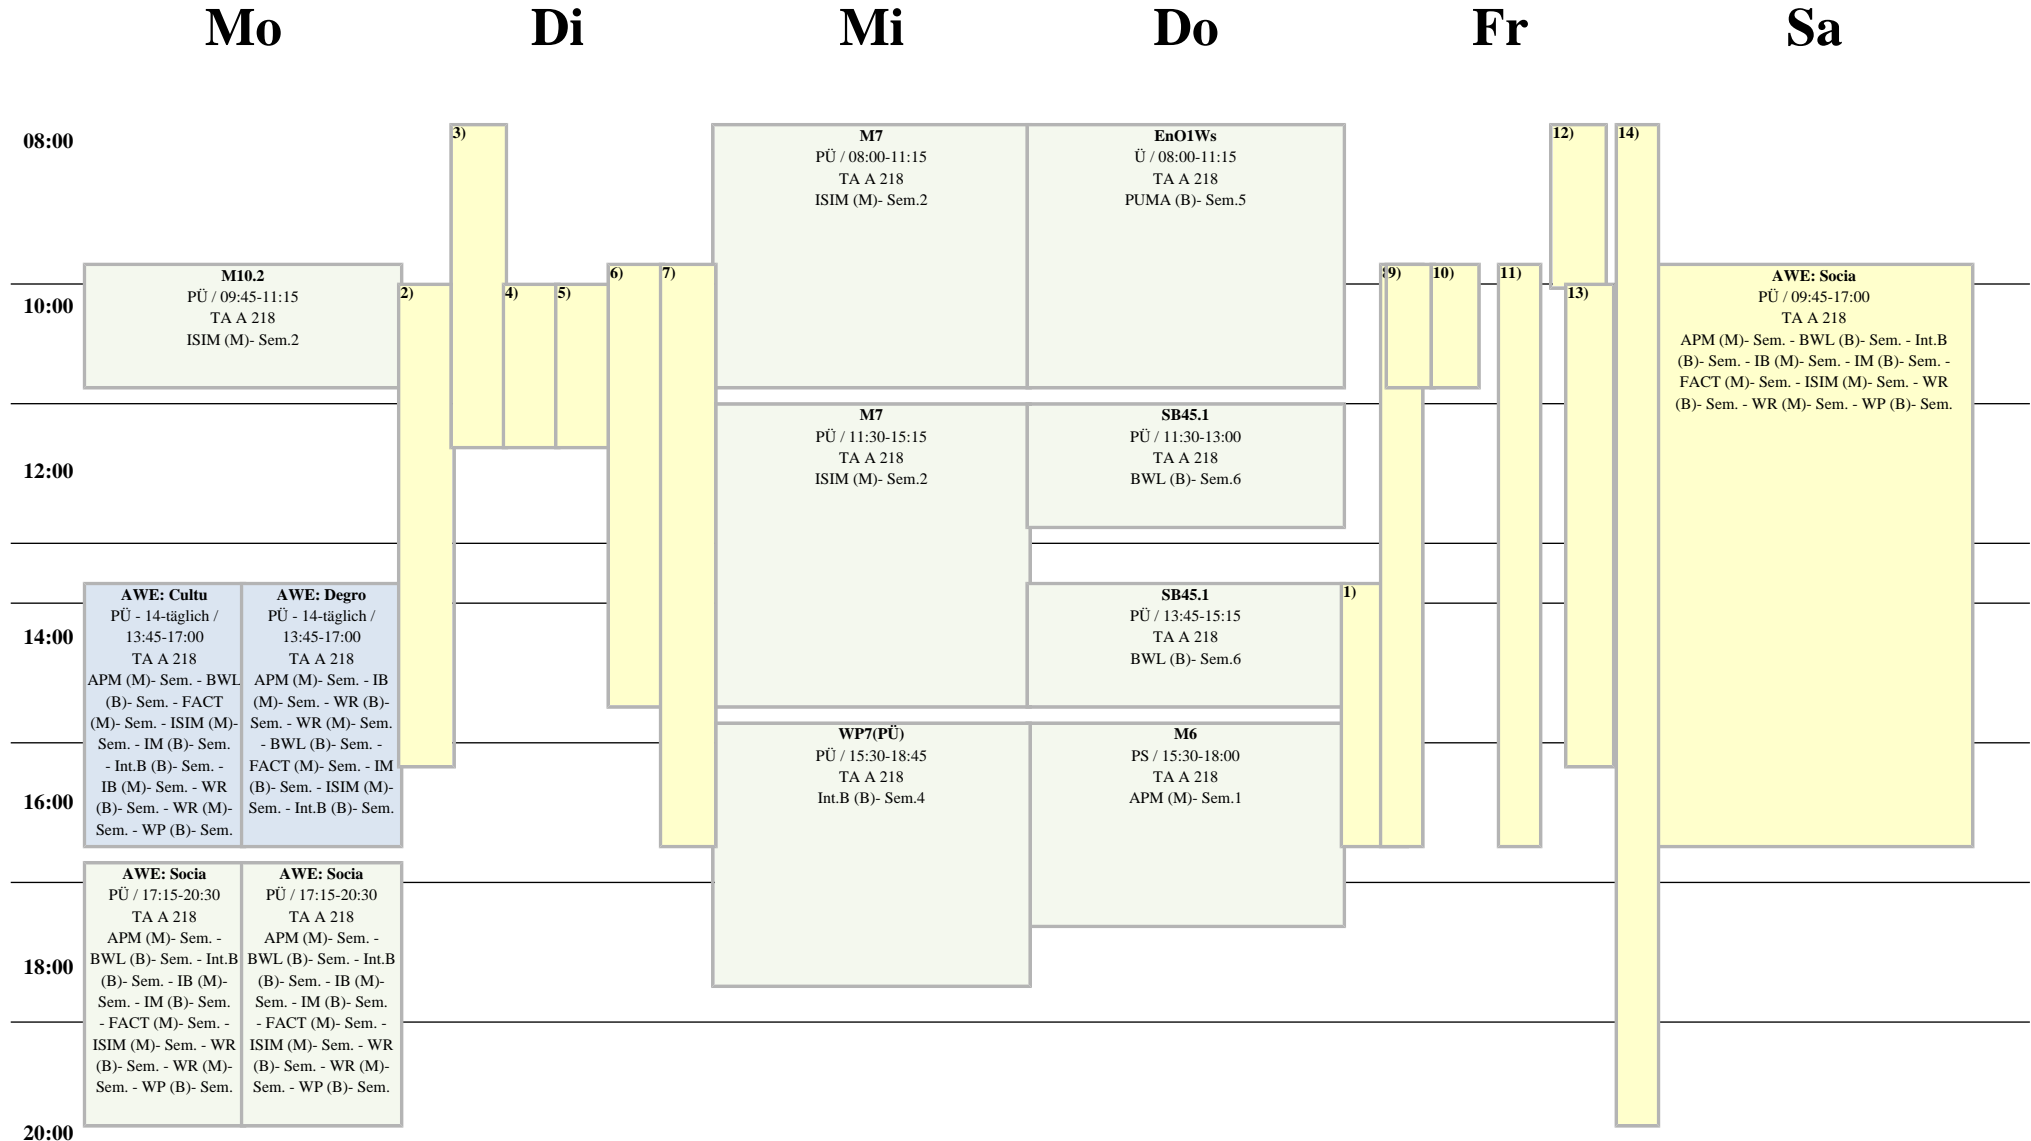 Mo Di Mi Do Fr Sa
08:00
10:00
12:00
14:00
16:00
18:00
20:00
M10.2
PÜ / 09:45-11:15
TA A 218
ISIM (M)- Sem.2
AWE: Cultu
PÜ - 14-täglich /
13:45-17:00
TA A 218
APM (M)- Sem. - BWL
(B)- Sem. - FACT
(M)- Sem. - ISIM (M)-
Sem. - IM (B)- Sem.
- Int.B (B)- Sem. -
IB (M)- Sem. - WR
(B)- Sem. - WR (M)-
Sem. - WP (B)- Sem.
AWE: Degro
PÜ - 14-täglich /
13:45-17:00
TA A 218
APM (M)- Sem. - IB
(M)- Sem. - WR (B)-
Sem. - WR (M)- Sem.
- BWL (B)- Sem. -
FACT (M)- Sem. - IM
(B)- Sem. - ISIM (M)-
Sem. - Int.B (B)- Sem.
AWE: Socia
PÜ / 17:15-20:30
TA A 218
APM (M)- Sem. -
BWL (B)- Sem. - Int.B
(B)- Sem. - IB (M)-
Sem. - IM (B)- Sem.
- FACT (M)- Sem. -
ISIM (M)- Sem. - WR
(B)- Sem. - WR (M)-
Sem. - WP (B)- Sem.
AWE: Socia
PÜ / 17:15-20:30
TA A 218
APM (M)- Sem. -
BWL (B)- Sem. - Int.B
(B)- Sem. - IB (M)-
Sem. - IM (B)- Sem.
- FACT (M)- Sem. -
ISIM (M)- Sem. - WR
(B)- Sem. - WR (M)-
Sem. - WP (B)- Sem.
2)
3)
4)
5)
6)
7)
M7
PÜ / 08:00-11:15
TA A 218
ISIM (M)- Sem.2
M7
PÜ / 11:30-15:15
TA A 218
ISIM (M)- Sem.2
WP7(PÜ)
PÜ / 15:30-18:45
TA A 218
Int.B (B)- Sem.4
EnO1Ws
Ü / 08:00-11:15
TA A 218
PUMA (B)- Sem.5
SB45.1
PÜ / 11:30-13:00
TA A 218
BWL (B)- Sem.6
SB45.1
PÜ / 13:45-15:15
TA A 218
BWL (B)- Sem.6
M6
PS / 15:30-18:00
TA A 218
APM (M)- Sem.1
1)
9)
10)
11)
12)
13)
14)
AWE: Socia
PÜ / 09:45-17:00
TA A 218
APM (M)- Sem. - BWL (B)- Sem. - Int.B
(B)- Sem. - IB (M)- Sem. - IM (B)- Sem. -
FACT (M)- Sem. - ISIM (M)- Sem. - WR
(B)- Sem. - WR (M)- Sem. - WP (B)- Sem.